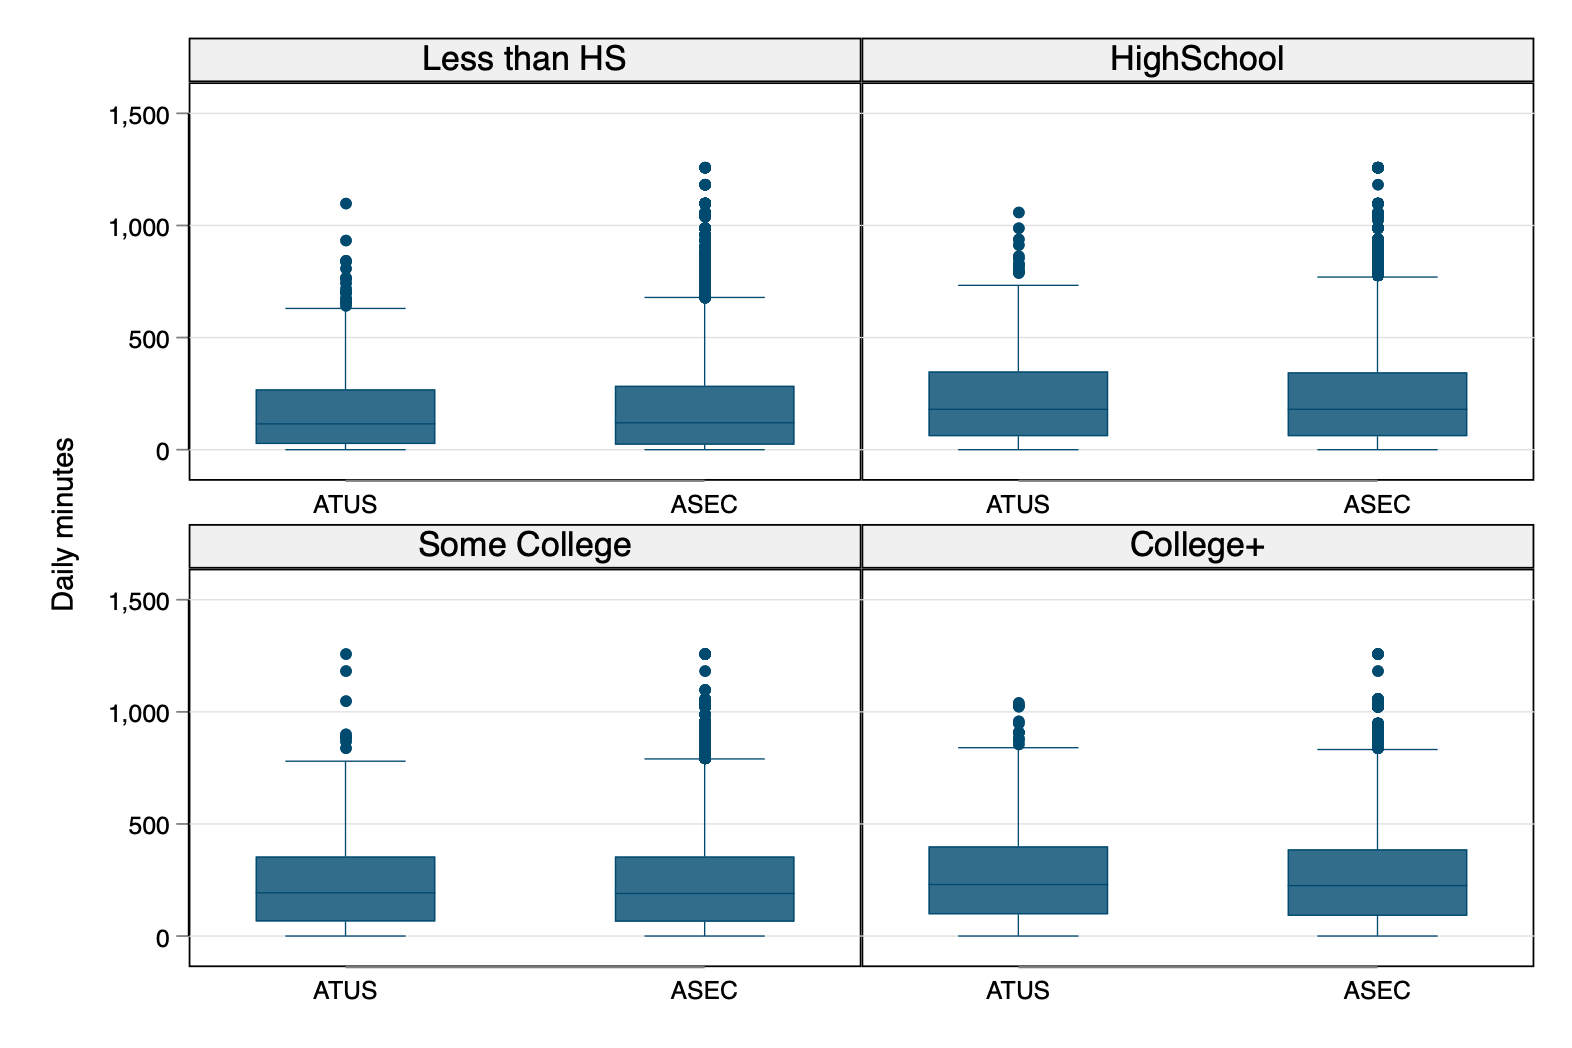 Less than HS
HighSchool
1,500
1,000
500
0
ATUS
ASEC
ATUS
ASEC
Daily minutes
Some College
College+
1,500
1,000
500
0
ATUS
ASEC
ATUS
ASEC